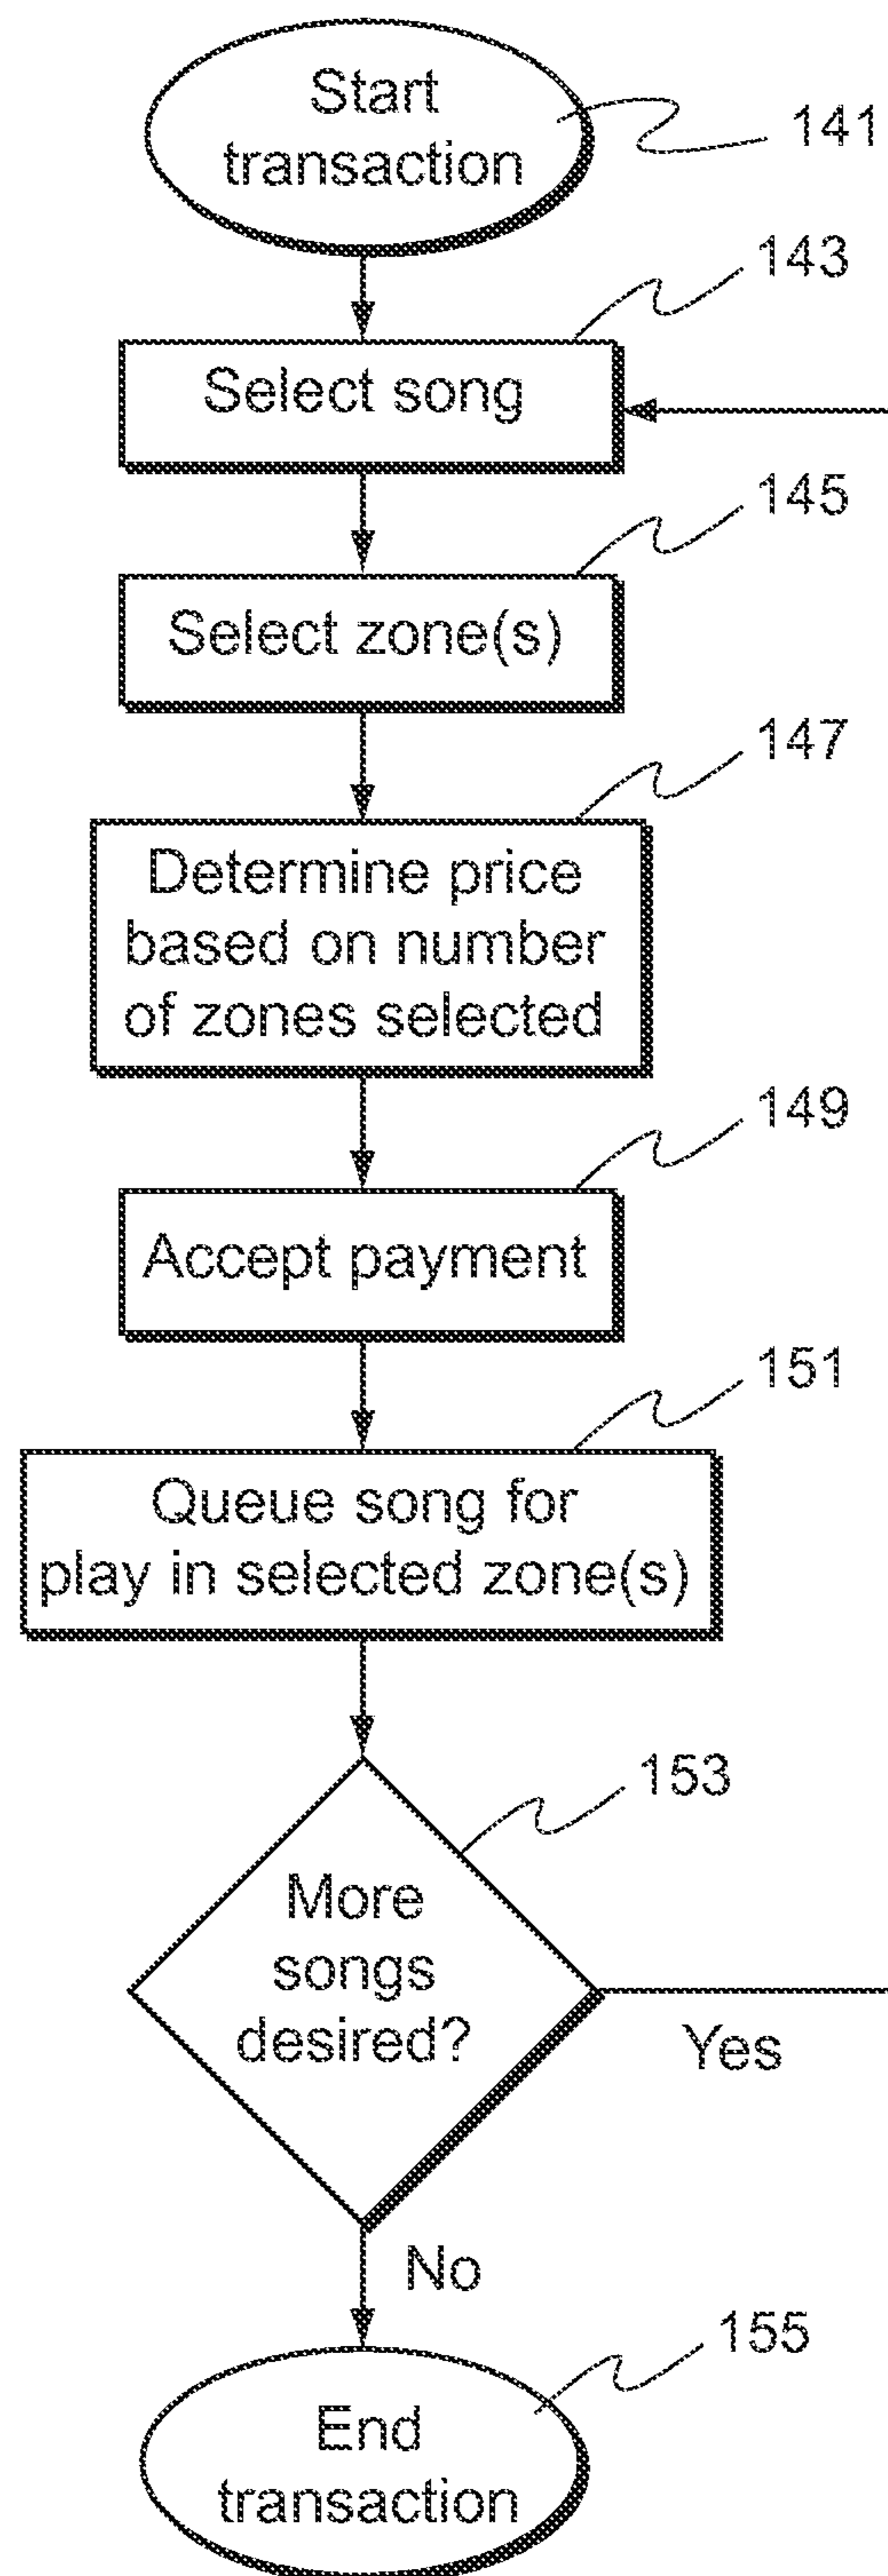 Start
transaction
141
143
Select song
145
Select zone(s)
147
Determine price
based on number
of zones selected
149
Accept payment
151
Queue song for
play in selected zone(s)
153
More
songs
desired?
Yes
No
155
End
transaction